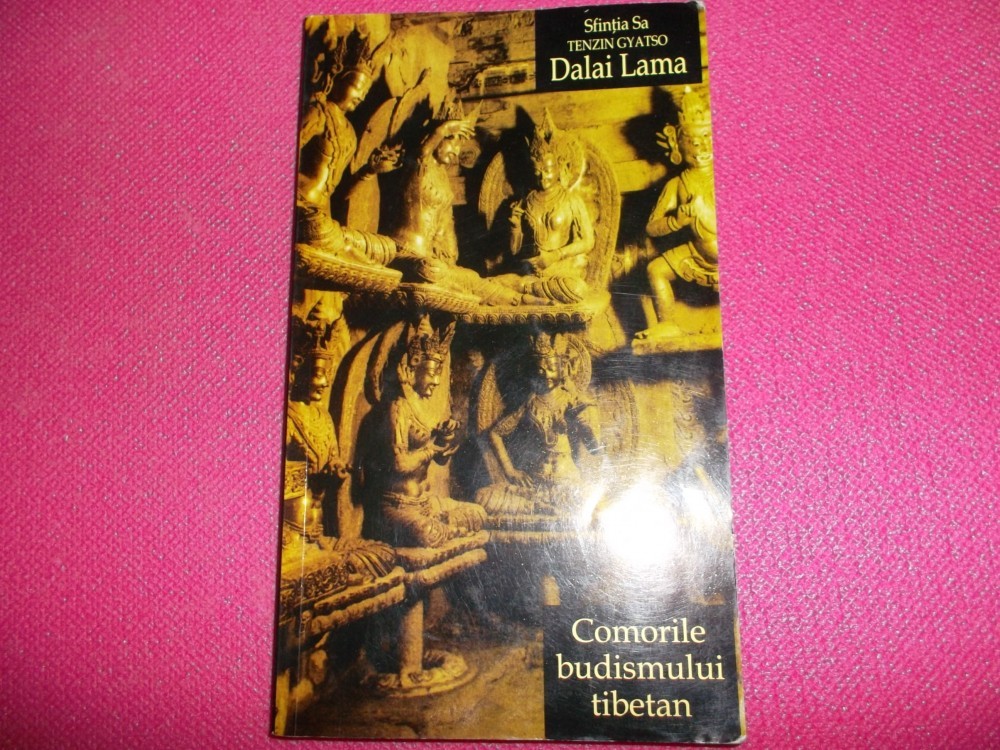 Sfinția Sa
TENZIN GYATSO
Dalai Lama
Comorile
budismului
tibetan